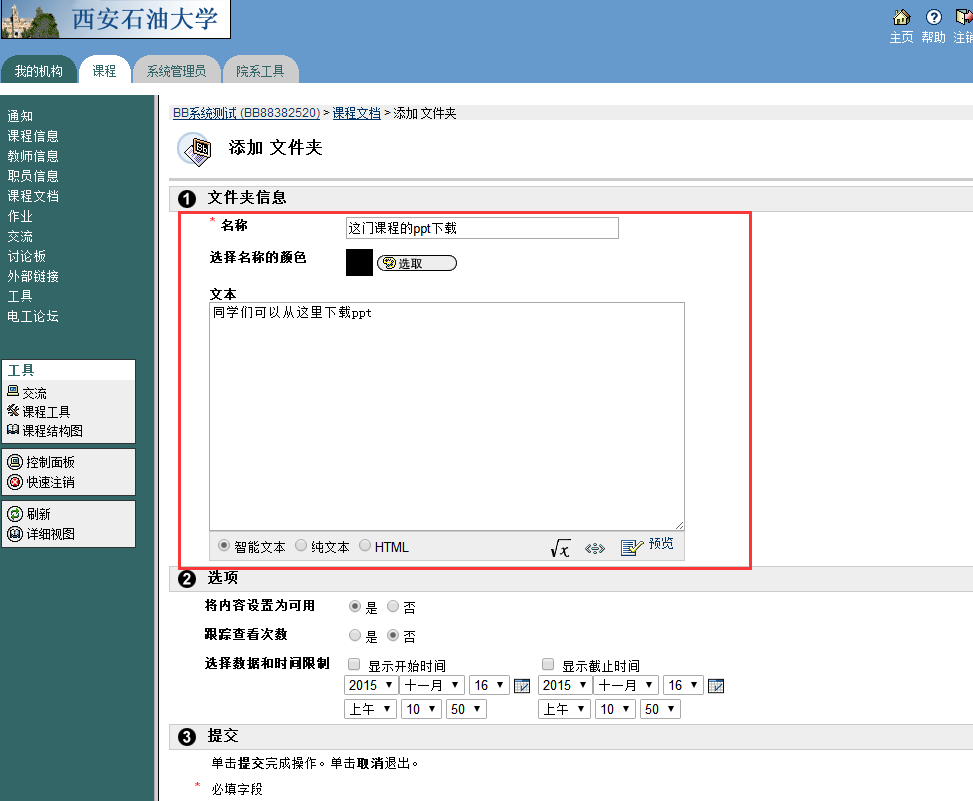 西安石油大学
主页 帮助 注销
我的机构 课程 系统管理员 院系工具
通知
课程信息
教师信息
职员信息
课程文档
作业
交流
讨论板
外部链接
工具
电工论坛
工具
交流
课程工具
课程结构图
控制面板
快速注销
刷新
详细视图
BB系统测试 (BB88382520) > 课程文档 > 添加 文件夹
添加 文件夹
1 文件夹信息
* 名称 这门课程的ppt下载
选择名称的颜色 选取
文本
同学们可以从这里下载ppt
智能文本 纯文本 HTML √x <⋅> 预览
2 选项
将内容设置为可用 是 否
跟踪查看次数 是 否
选择数据和时间限制 显示开始时间 显示截止时间
2015 十一月 16 2015 十一月 16
上午 10 50 上午 10 50
3 提交
单击提交完成操作。单击取消退出。
* 必填字段